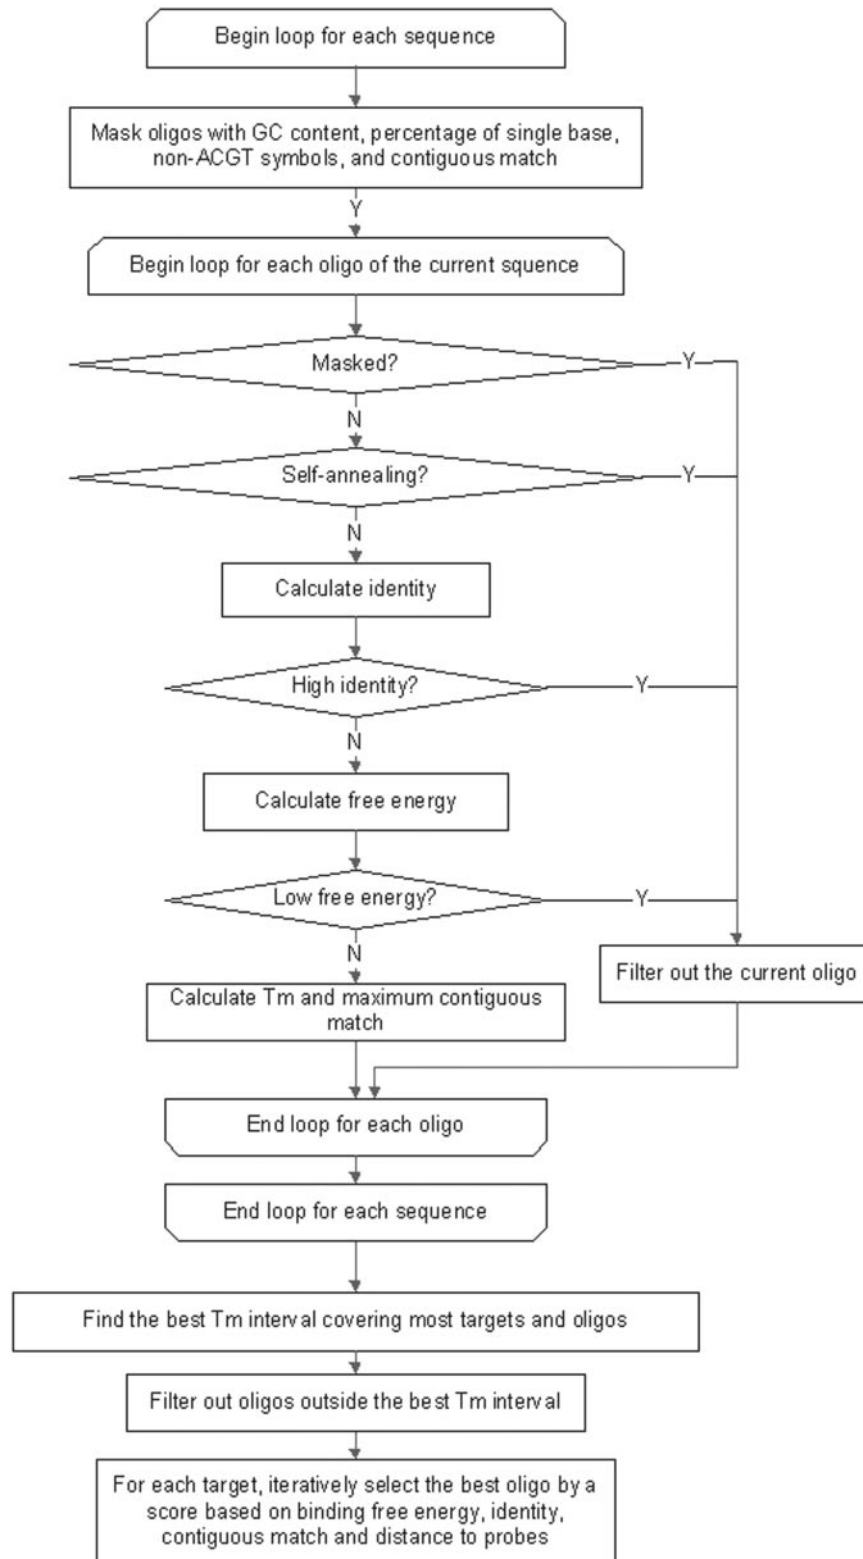 Begin loop for each sequence
Mask oligos with GC content, percentage of single base,
non-ACGT symbols, and contiguous match
Y
Begin loop for each oligo of the current squence
Masked?
Y
N
Self-annealing?
Y
N
Calculate identity
High identity?
Y
N
Calculate free energy
Low free energy?
Y
N
Filter out the current oligo
Calculate Tm and maximum contiguous
match
End loop for each oligo
End loop for each sequence
Find the best Tm interval covering most targets and oligos
Filter out oligos outside the best Tm interval
For each target, iteratively select the best oligo by a
score based on binding free energy, identity,
contiguous match and distance to probes